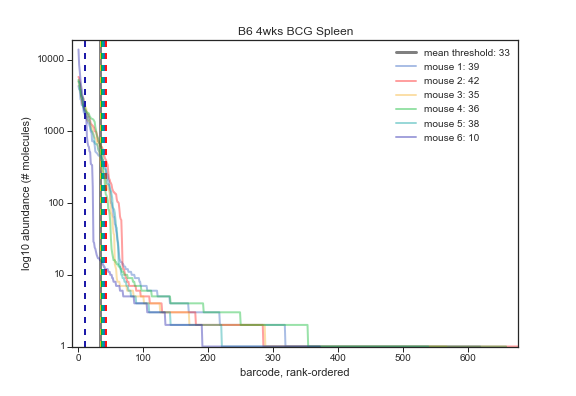 B6 4wks BCG Spleen
mean threshold: 33
mouse 1: 39
mouse 2: 42
mouse 3: 35
mouse 4: 36
mouse 5: 38
mouse 6: 10
log10 abundance (# molecules)
10000
1000
100
10
1
0 100 200 300 400 500 600
barcode, rank-ordered